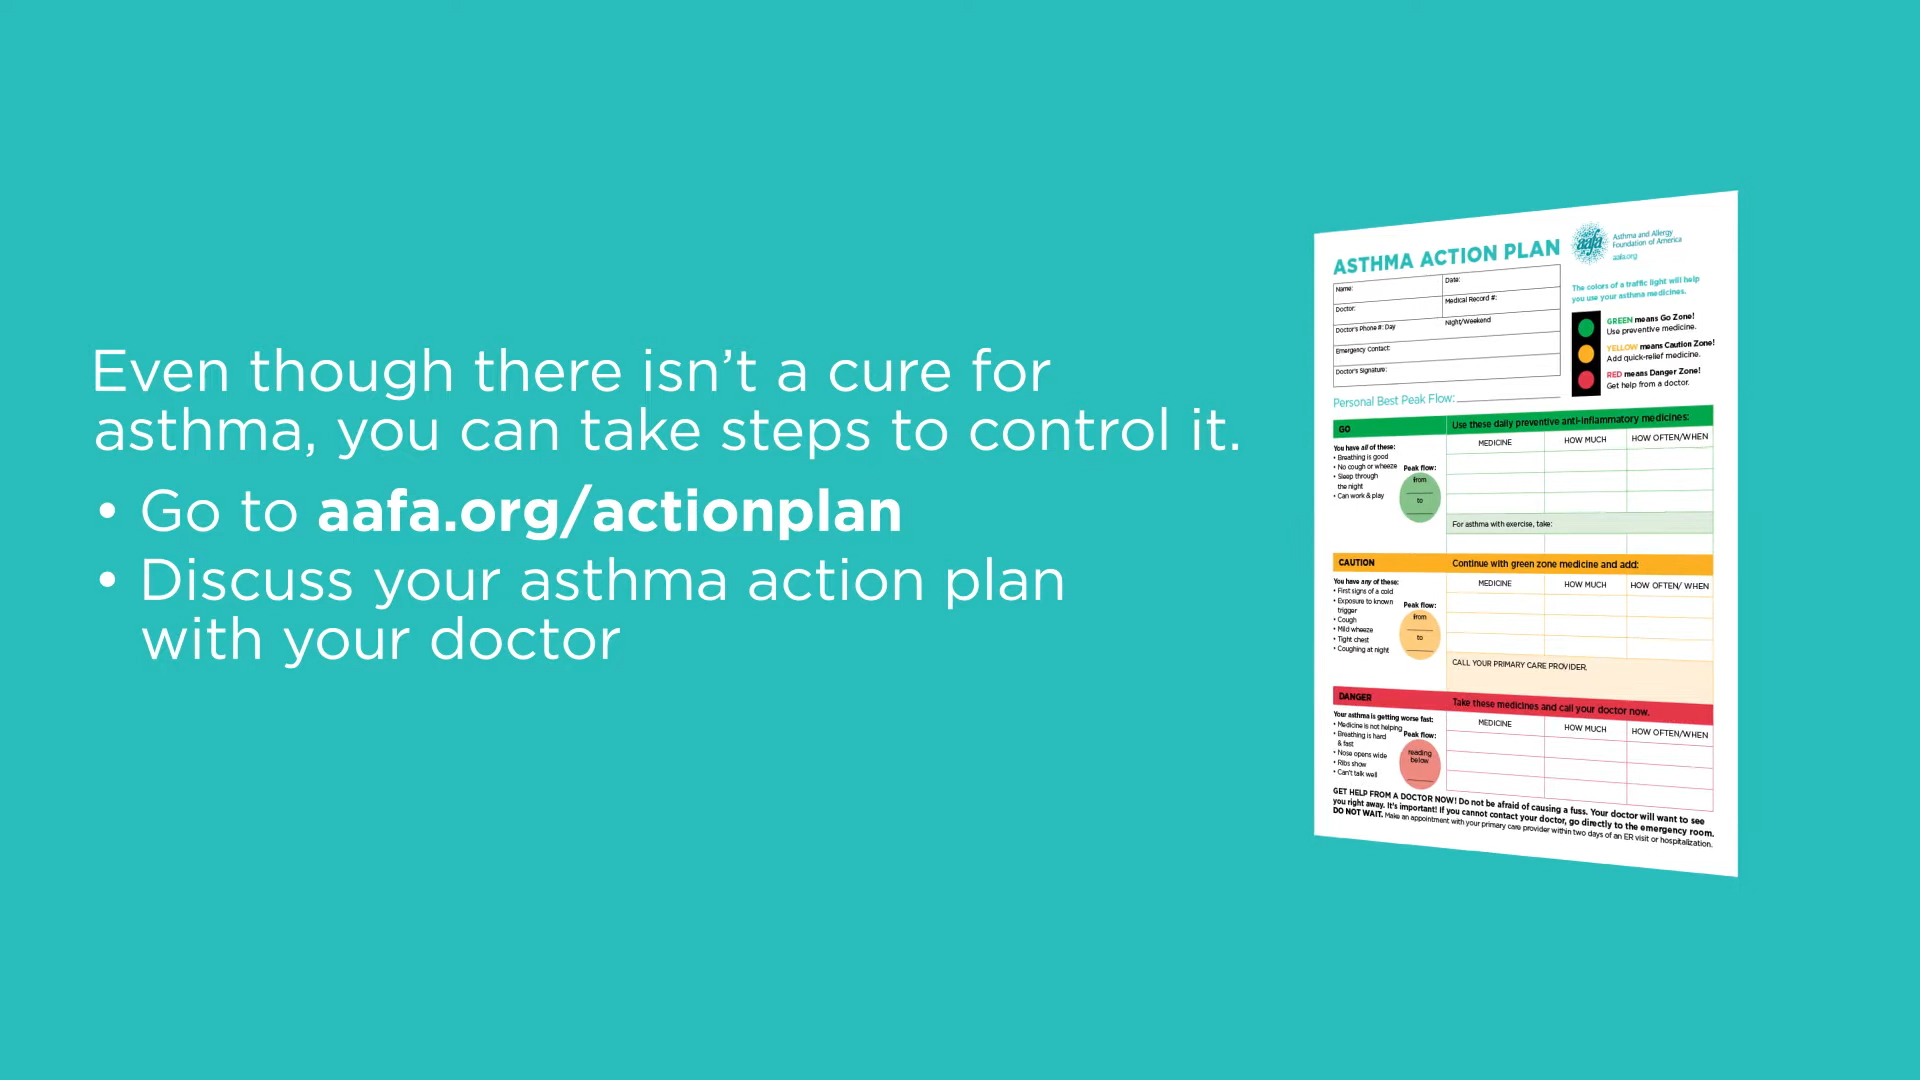 Even though there isn’t a cure for
asthma, you can take steps to control it.
• Go to aafa.org/actionplan
• Discuss your asthma action plan
with your doctor
ASTHMA ACTION PLAN
aafa
Asthma and Allergy
Foundation of America
aafa.org
Name:
Date:
Doctor:
Medical Record #:
Doctor's Phone #: Day
Night/Weekend
Emergency Contact:
Doctor's Signature:
Personal Best Peak Flow:
The colors of a traffic light will help
you use your asthma medicines.
GREEN means Go Zone!
Use preventive medicine.
YELLOW means Caution Zone!
Add quick-relief medicine.
RED means Danger Zone!
Get help from a doctor.
GO
Use these daily preventive anti-inflammatory medicines:
You have all of these:
• Breathing is good
• No cough or wheeze
• Sleep through
the night
• Can work & play
Peak flow:
from
to
MEDICINE
HOW MUCH
HOW OFTEN/WHEN
For asthma with exercise, take:
CAUTION
Continue with green zone medicine and add:
You have any of these:
• First signs of a cold
• Exposure to known
trigger
• Cough
• Mild wheeze
• Tight chest
• Coughing at night
Peak flow:
from
to
MEDICINE
HOW MUCH
HOW OFTEN/ WHEN
CALL YOUR PRIMARY CARE PROVIDER.
DANGER
Take these medicines and call your doctor now.
Your asthma is getting worse fast:
• Medicine is not helping
• Breathing is hard
& fast
• Nose opens wide
• Ribs show
• Can't talk well
Peak flow:
reading
below
MEDICINE
HOW MUCH
HOW OFTEN/WHEN
GET HELP FROM A DOCTOR NOW! Do not be afraid of causing a fuss. Your doctor will want to see
you right away. It's important! If you cannot contact your doctor, go directly to the emergency room.
DO NOT WAIT. Make an appointment with your primary care provider within two days of an ER visit or hospitalization.